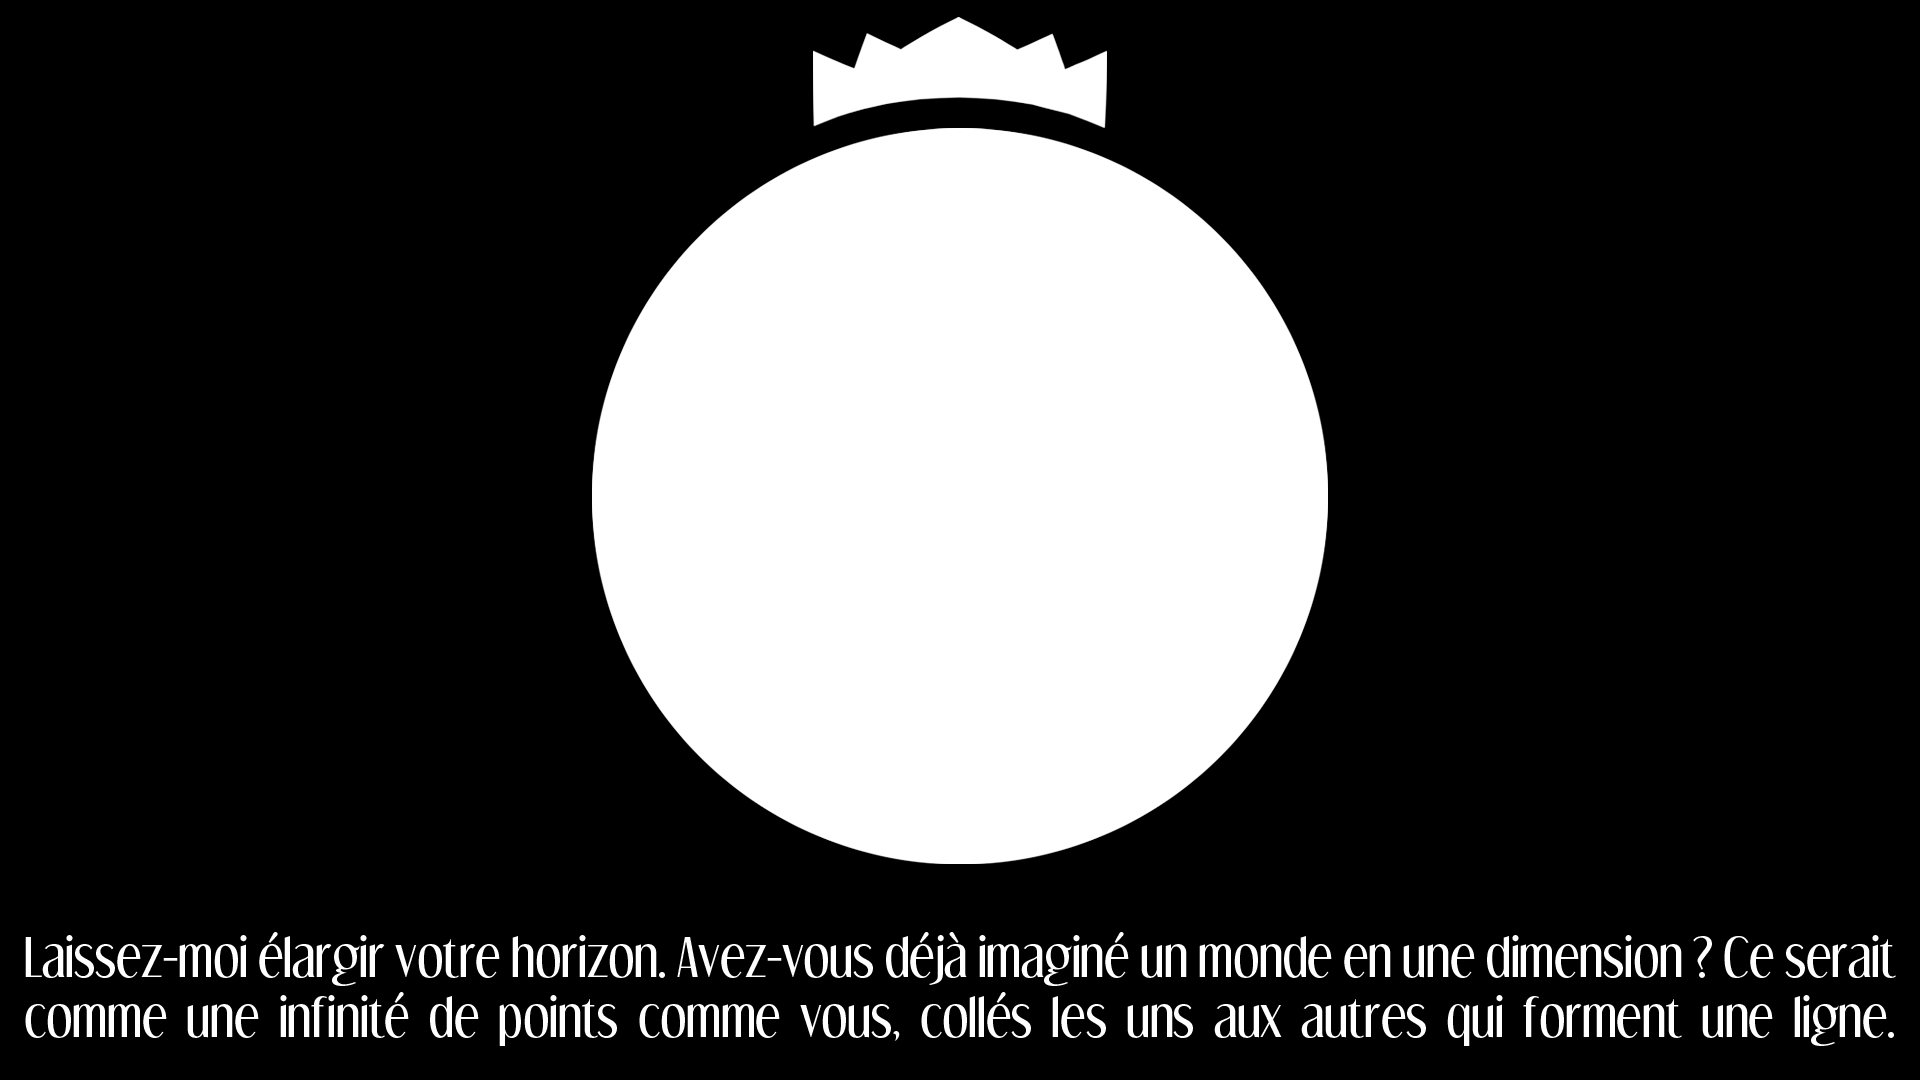 Laissez-moi élargir votre horizon. Avez-vous déjà imaginé un monde en une dimension ? Ce serait
comme une infinité de points comme vous, collés les uns aux autres qui forment une ligne.